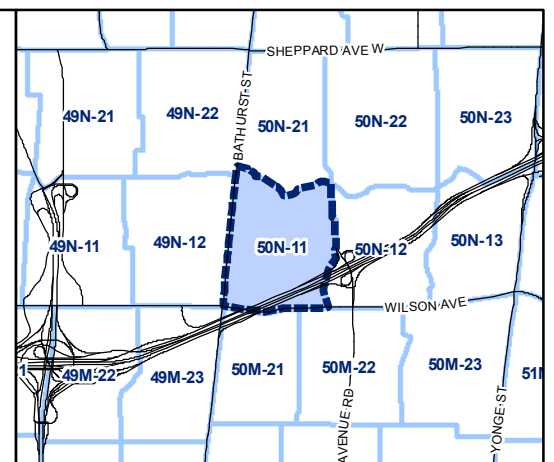 SHEPPARD AVE W
BATHURST ST
49N-21
49N-22
50N-21
50N-22
50N-23
49N-11
49N-12
50N-11
50N-12
50N-13
WILSON AVE
1
49M-22
49M-23
50M-21
50M-22
50M-23
51
AVENUE RD
YONGE ST